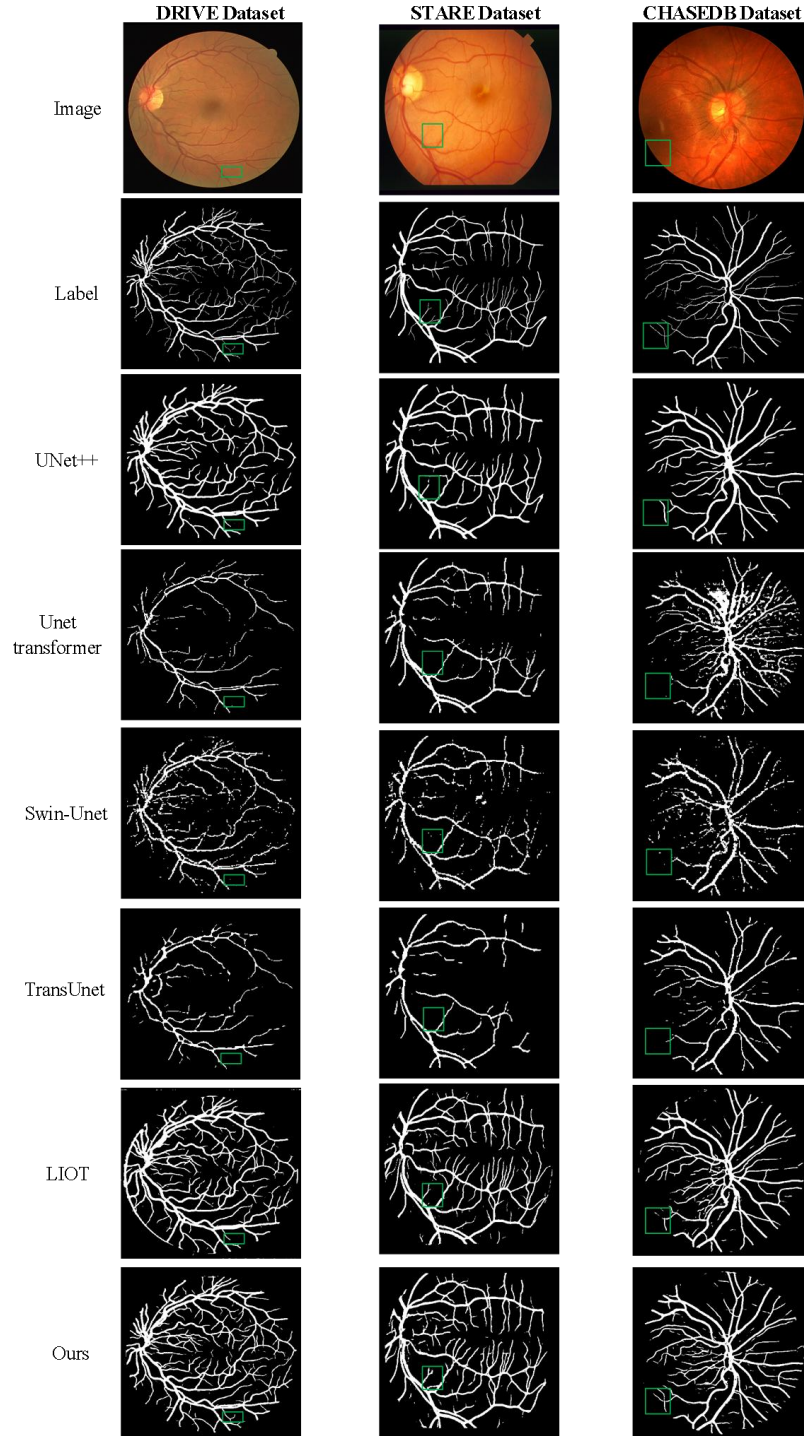 DRIVE Dataset STARE Dataset CHASEDB Dataset
Image
Label
UNet++
Unet
transformer
Swin-Unet
TransUnet
LIOT
Ours